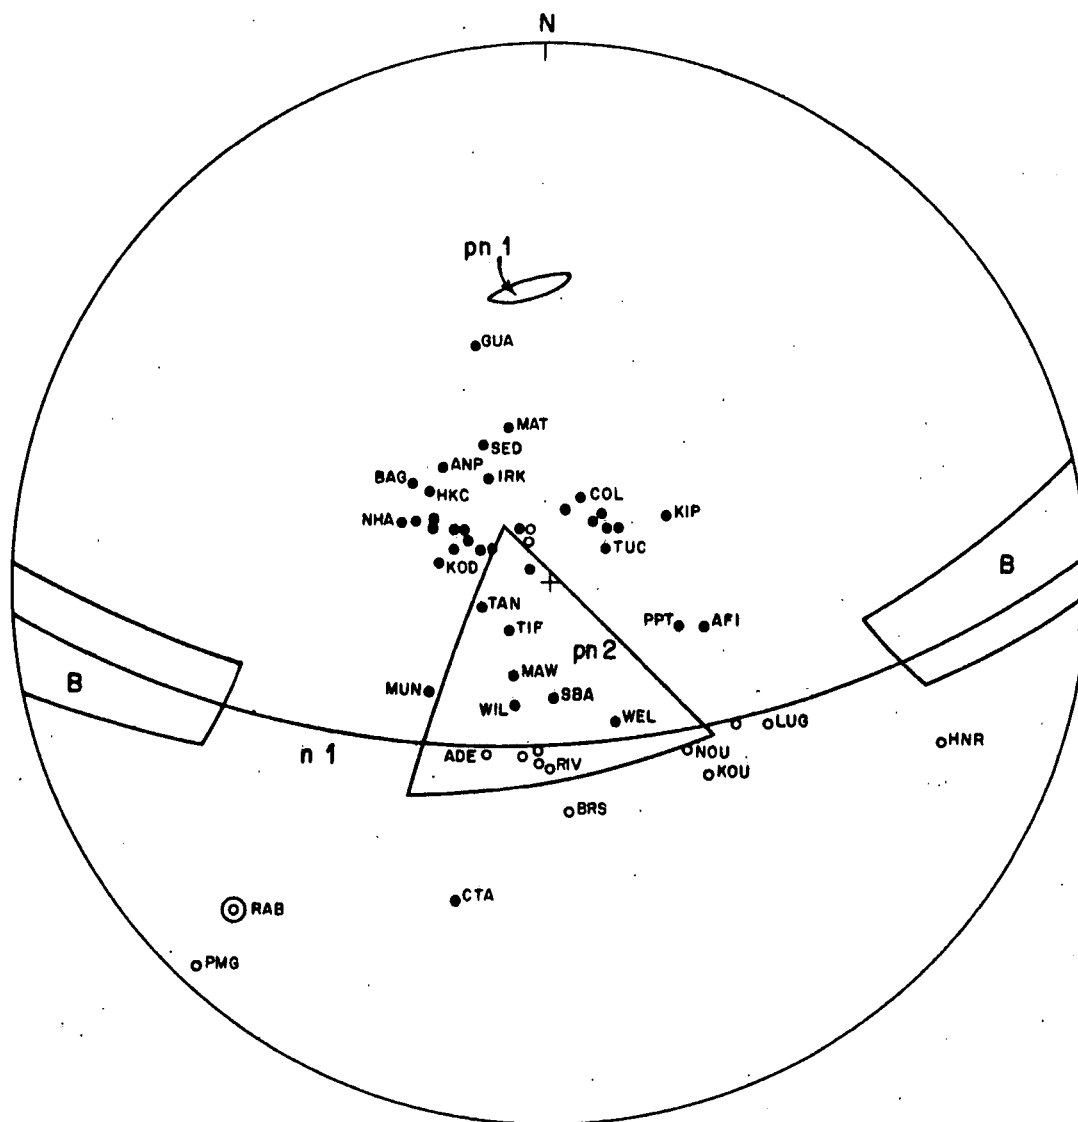 N
pn 1
GUA
MAT
SED
ANP
IRK
BAG
HKC
COL
NHA
KIP
TUC
KOD
B
TAN
PPT
AFI
TIF
pn 2
MAW
B
MUN
SBA
WIL
WEL
LUG
HNR
n 1
ADE
NOU
RIV
KOU
BRS
CTA
RAB
PMG